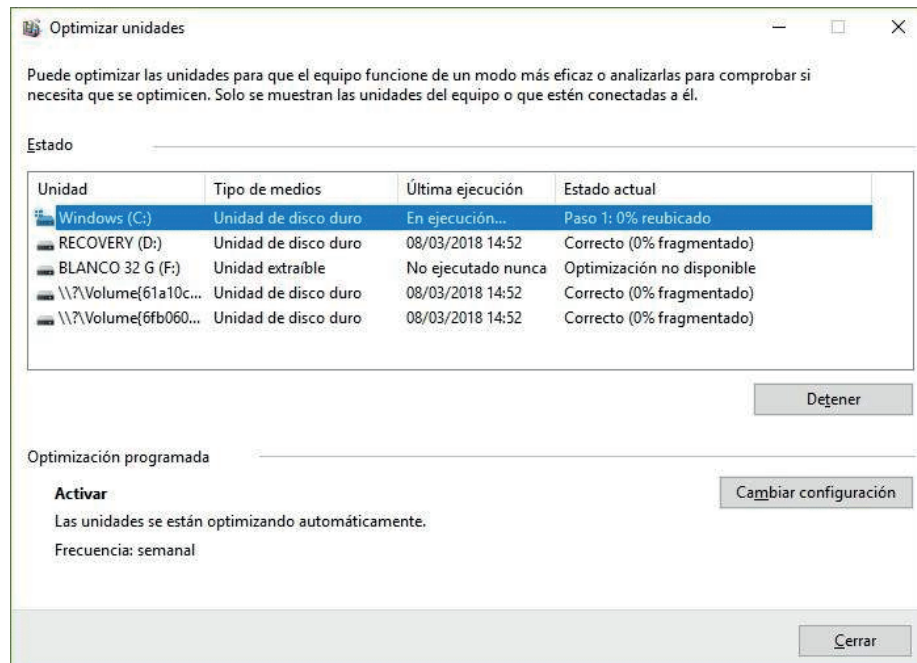 Optimizar unidades
Puede optimizar las unidades para que el equipo funcione de un modo más eficaz o analizarlas para comprobar si
necesita que se optimicen. Solo se muestran las unidades del equipo o que estén conectadas a él.
Estado
Unidad Tipo de medios Última ejecución Estado actual
Windows (C:) Unidad de disco duro En ejecución... Paso 1: 0% reubicado
RECOVERY (D:) Unidad de disco duro 08/03/2018 14:52 Correcto (0% fragmentado)
BLANCO 32 G (F:) Unidad extraíble No ejecutado nunca Optimización no disponible
\\?\Volume{61a10c... Unidad de disco duro 08/03/2018 14:52 Correcto (0% fragmentado)
\\?\Volume{6fb060... Unidad de disco duro 08/03/2018 14:52 Correcto (0% fragmentado)
Detener
Optimización programada
Activar
Cambiar configuración
Las unidades se están optimizando automáticamente.
Frecuencia: semanal
Cerrar